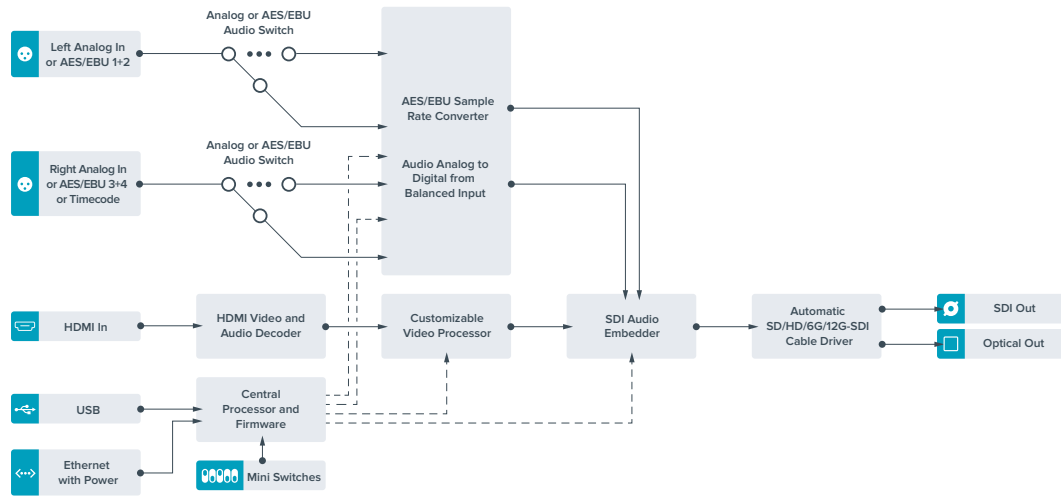 Analog or AES/EBU
Audio Switch
Left Analog In
or AES/EBU 1+2
AES/EBU Sample
Rate Converter
Analog or AES/EBU
Audio Switch
Right Analog In
or AES/EBU 3+4
or Timecode
Audio Analog to
Digital from
Balanced Input
HDMI In
HDMI Video and
Audio Decoder
Customizable
Video Processor
SDI Audio
Embedder
Automatic
SD/HD/6G/12G-SDI
Cable Driver
SDI Out
Optical Out
USB
Central
Processor and
Firmware
Ethernet
with Power
Mini Switches